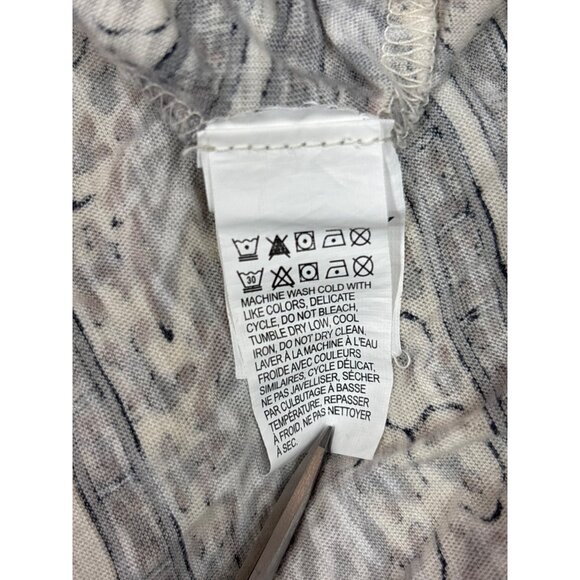 30
MACHINE WASH COLD WITH
LIKE COLORS, DELICATE
CYCLE, DO NOT BLEACH,
TUMBLE DRY LOW, COOL
IRON, DO NOT DRY CLEAN.
LAVER À LA MACHINE À L'EAU
FROIDE AVEC COULEURS
SIMILAIRES, CYCLE DÉLICAT,
NE PAS JAVELLISER, SÉCHER
PAR CULBUTAGE À BASSE
TEMPÉRATURE, REPASSER
À FROID, NE PAS NETTOYER
À SEC.